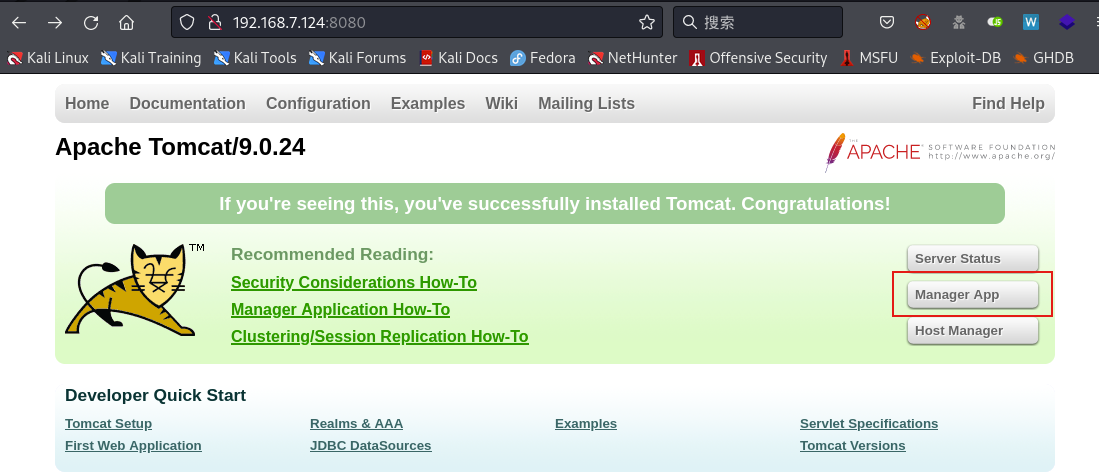 192.168.7.124:8080
搜索
Kali Linux Kali Training Kali Tools Kali Forums Kali Docs Fedora NetHunter Offensive Security MSFU Exploit-DB GHDB
Home Documentation Configuration Examples Wiki Mailing Lists Find Help
Apache Tomcat/9.0.24
THE APACHE® SOFTWARE FOUNDATION
http://www.apache.org/
If you're seeing this, you've successfully installed Tomcat. Congratulations!
TM
Recommended Reading:
Security Considerations How-To
Manager Application How-To
Clustering/Session Replication How-To
Server Status
Manager App
Host Manager
Developer Quick Start
Tomcat Setup Realms & AAA Examples Servlet Specifications
First Web Application JDBC DataSources Tomcat Versions